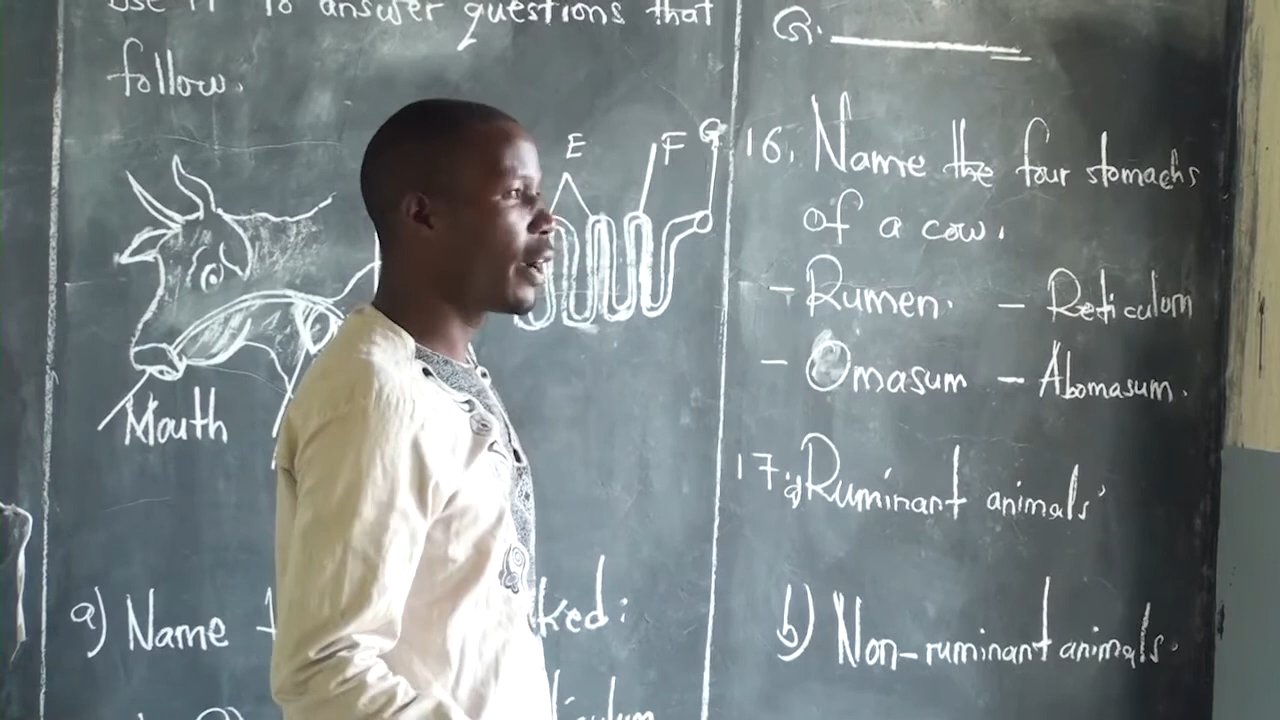 Use it to answer questions that
follow.
E
F
G
Mouth
a) Name
G.
16. Name the four stomachs
of a cow.
- Rumen. - Reticulum
- Omasum - Abomasum.
17. a) Ruminant animals
b) Non-ruminant animals.